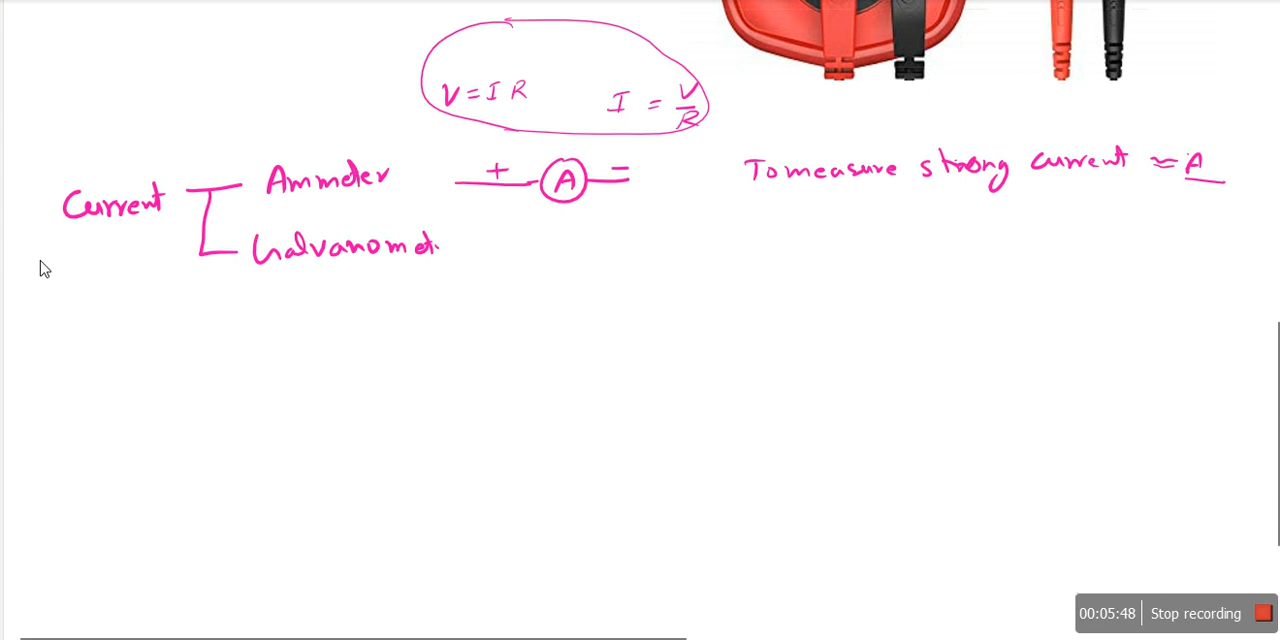 V = I R I = V/R
Current Ammeter + A = To measure strong current ≈ A
Galvanomet.
00:05:48 Stop recording